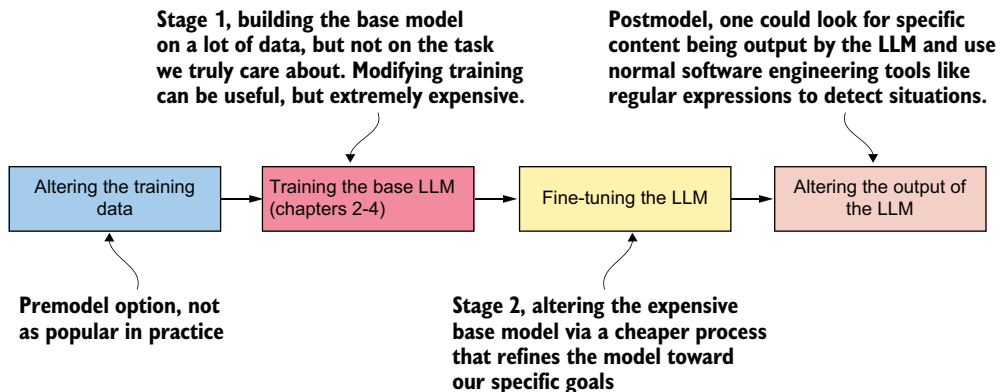 Stage 1, building the base model
on a lot of data, but not on the task
we truly care about. Modifying training
can be useful, but extremely expensive.
Postmodel, one could look for specific
content being output by the LLM and use
normal software engineering tools like
regular expressions to detect situations.
Altering the training
data
Training the base LLM
(chapters 2-4)
Fine-tuning the LLM
Altering the output of
the LLM
Premodel option, not
as popular in practice
Stage 2, altering the expensive
base model via a cheaper process
that refines the model toward
our specific goals